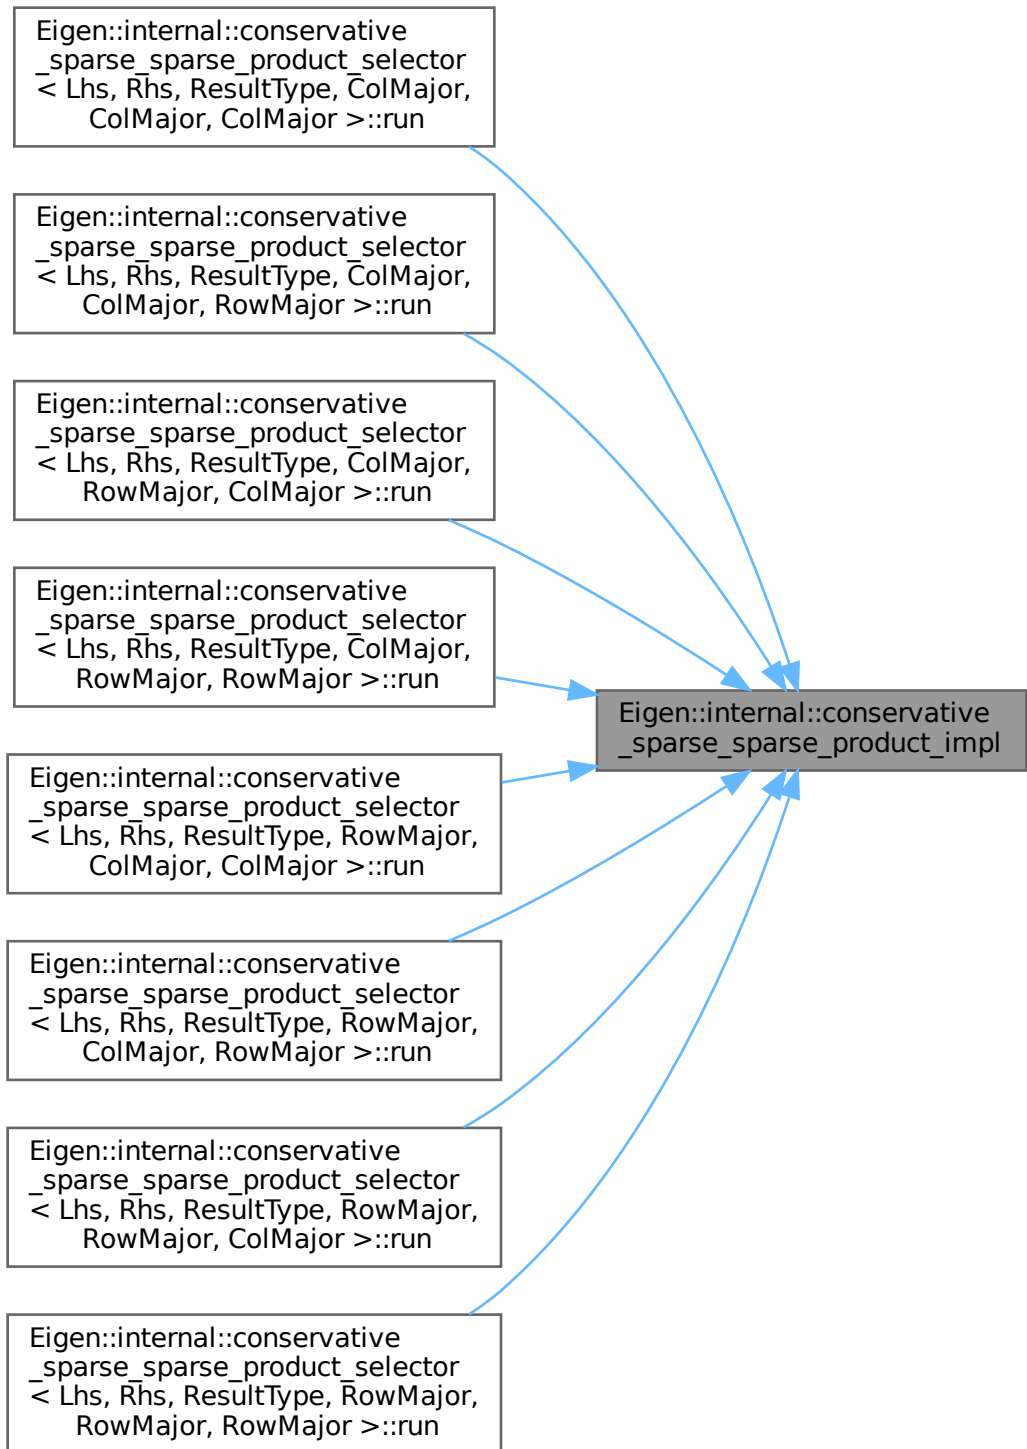 Eigen::internal::conservative
_sparse_sparse_product_selector
< Lhs, Rhs, ResultType, ColMajor,
ColMajor, ColMajor >::run
Eigen::internal::conservative
_sparse_sparse_product_selector
< Lhs, Rhs, ResultType, ColMajor,
ColMajor, RowMajor >::run
Eigen::internal::conservative
_sparse_sparse_product_selector
< Lhs, Rhs, ResultType, ColMajor,
RowMajor, ColMajor >::run
Eigen::internal::conservative
_sparse_sparse_product_selector
< Lhs, Rhs, ResultType, ColMajor,
RowMajor, RowMajor >::run
Eigen::internal::conservative
_sparse_sparse_product_impl
Eigen::internal::conservative
_sparse_sparse_product_selector
< Lhs, Rhs, ResultType, RowMajor,
ColMajor, ColMajor >::run
Eigen::internal::conservative
_sparse_sparse_product_selector
< Lhs, Rhs, ResultType, RowMajor,
ColMajor, RowMajor >::run
Eigen::internal::conservative
_sparse_sparse_product_selector
< Lhs, Rhs, ResultType, RowMajor,
RowMajor, ColMajor >::run
Eigen::internal::conservative
_sparse_sparse_product_selector
< Lhs, Rhs, ResultType, RowMajor,
RowMajor, RowMajor >::run